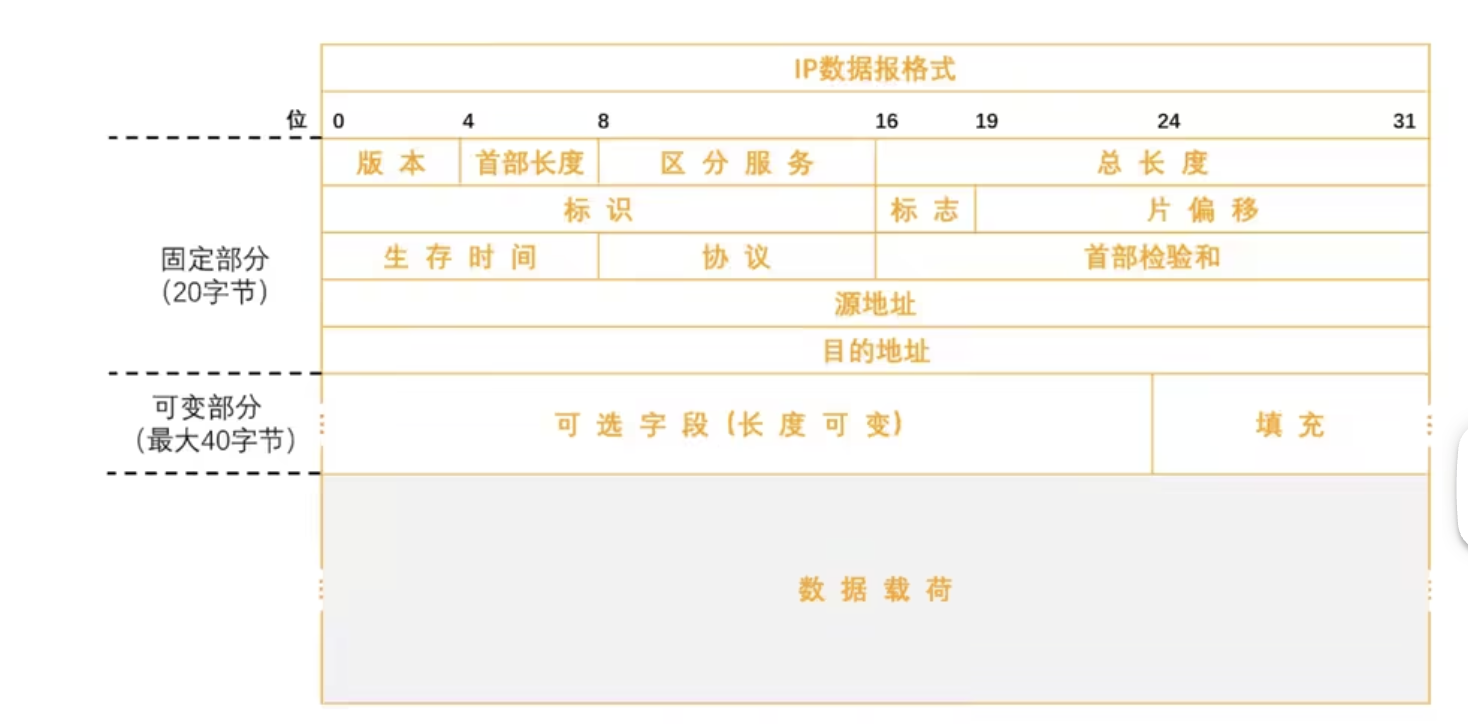 IP数据报格式
位 0 4 8 16 19 24 31
版本 首部长度 区分服务 总长度
标识 标志 片偏移
固定部分
(20字节)
生存时间 协议 首部检验和
源地址
目的地址
可变部分
(最大40字节)
可选字段(长度可变) 填充
数据载荷